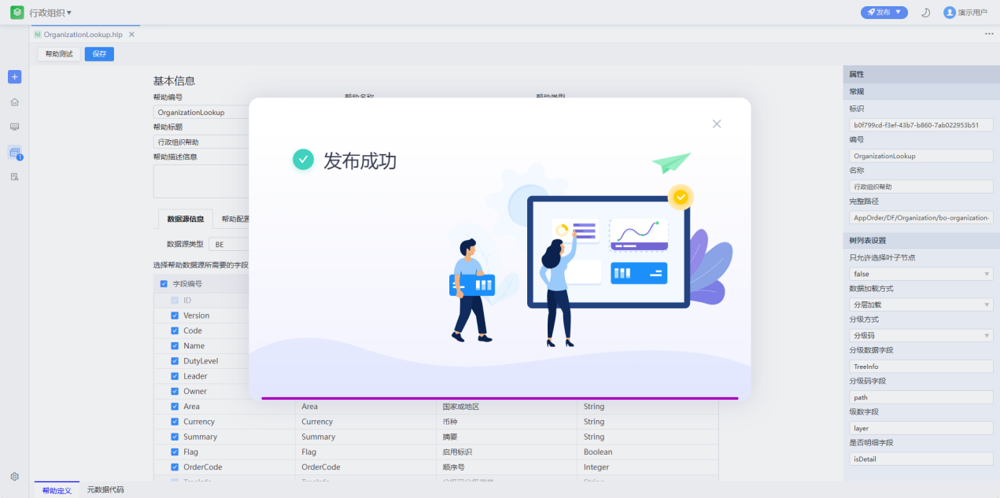 行政组织
发布
演示用户
OrganizationLookup.hlp
帮助测试
保存
基本信息
帮助编号
帮助名称
帮助类型
OrganizationLookup
帮助标题
行政组织帮助
帮助描述信息
数据源信息
帮助配置
数据源类型
BE
选择帮助数据源所需要的字段
字段编号
ID
Version
Code
Name
DutyLevel
Leader
Owner
Area Area 国家或地区 String
Currency Currency 币种 String
Summary Summary 摘要 String
Flag Flag 启用标识 Boolean
OrderCode OrderCode 顺序号 Integer
TreeInfo TreeInfo String
发布成功
属性
常规
标识
b0f799cd-f3ef-43b7-b860-7ab022953b51
编号
OrganizationLookup
名称
行政组织帮助
完整路径
AppOrder/DF/Organization/bo-organization-
树列表设置
只允许选择叶子节点
false
数据加载方式
分层加载
分级方式
分级码
分级数据字段
TreeInfo
分级码字段
path
级数字段
layer
是否明细字段
isDetail
1
帮助定义
元数据代码